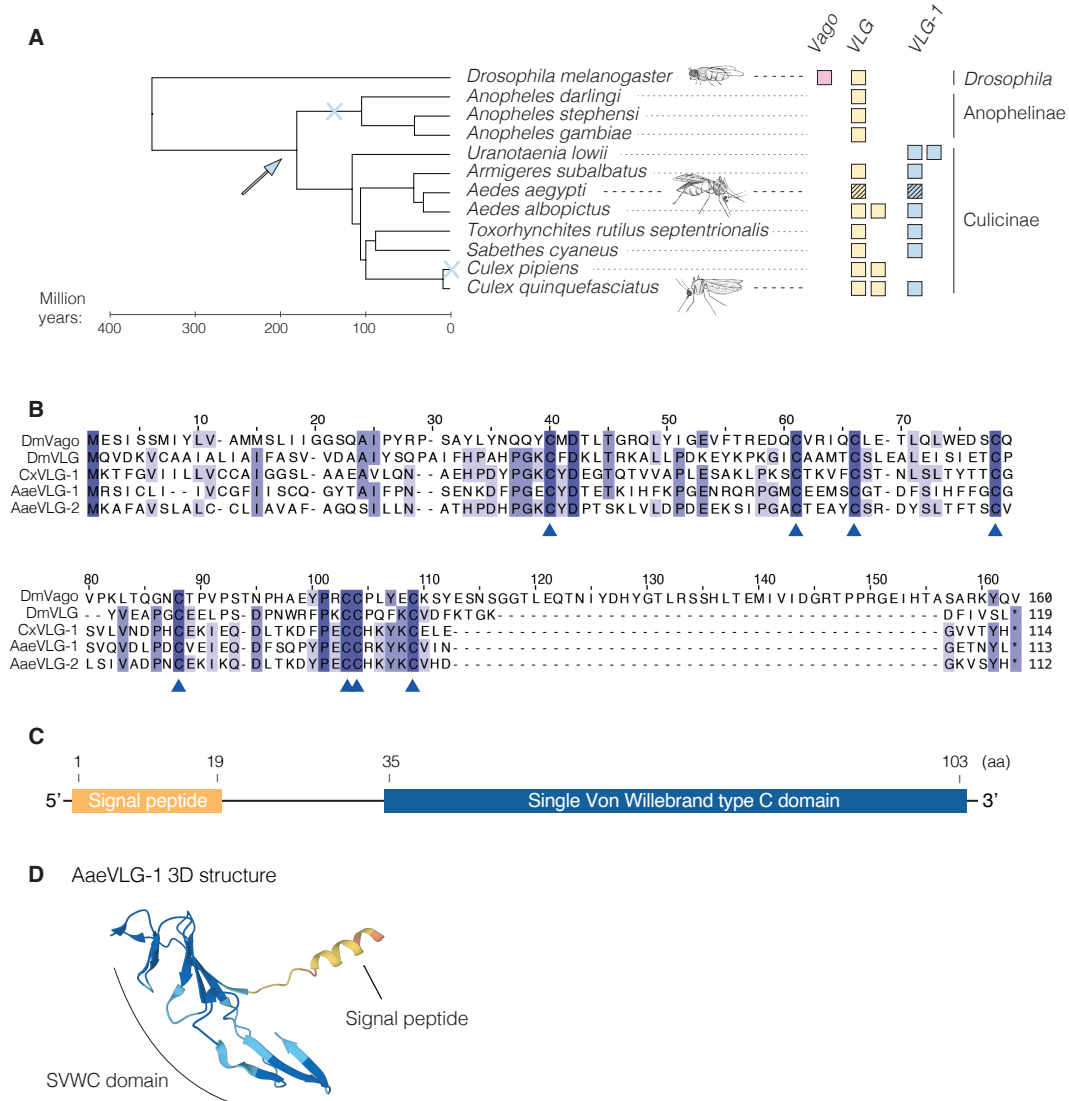 A
Vago
VLG
VLG-1
Drosophila melanogaster
Drosophila
Anopheles darlingi
Anopheles stephensi
Anophelinae
Anopheles gambiae
Uranotaenia lowii
Armigeres subalbatus
Aedes aegypti
Aedes albopictus
Culicinae
Toxorhynchites rutilus septentrionalis
Sabethes cyaneus
Culex pipiens
Culex quinquefasciatus
Million years:
400 300 200 100 0
B
10 20 30 40 50 60 70
DmVago MESISSMIYLV-AMMSLIIGGSQAIPYRP-SAYLYNQQYCMDTLTGRQLYIGEVFTREDQCVRIQCLE-TLQLWEDSCQ
DmVLG MQVDKVCAAIALIAIFASV-VDAAIYSQPAIFHPAHPGKCFDKLTRKALLPDKEYKPKGICAAMTCSLEALEISIETCP
CxVLG-1 MKTFGVIILLVCCAIGGSL-AAEAVLQN--AEHPDYPGKCYDEGTQTVVAPLESAKLPKSCTKVFCST-NLSLTYTTCG
AaeVLG-1 MRSICLI--IVCGFIISCQ-GYTAIFPN--SENKDFPGECYDTETKIHFKPGENRQRPGMCEEMSCGT-DFSIHFFGCG
AaeVLG-2 MKAFAVSLALC-CLIAVAF-AGQSILLN--ATHPDHPGKCYDPTSKLVLDPDEEKSIPGACTEAYCSR-DYSLTFTSCV
80 90 100 110 120 130 140 150 160
DmVago VPKLTQGNCTPVPSTNPHAEYPRCCPLYECKSYESNSGGTLEQTNIYDHYGTLRSSHLTEMIVIDGRTPPRGEIHTASARKYQV 160
DmVLG --YVEAPGCEELPS-DPNWRFPKCCPQFKCVDFKTGK----------------------------------------DFIVSL* 119
CxVLG-1 SVLVNDPHCEKIEQ-DLTKDFPECCHKYKCELE--------------------------------------------GVVTYH* 114
AaeVLG-1 SVQVDLPDCVEIEQ-DFSQPYPECCRKYKCVIN--------------------------------------------GETNYL* 113
AaeVLG-2 LSIVADPNCEKIKQ-DLTKDYPECCHKYKCVHD--------------------------------------------GKVSYH* 112
C
1 19 35 103 (aa)
5’ Signal peptide Single Von Willebrand type C domain 3’
D AaeVLG-1 3D structure
Signal peptide
SVWC domain